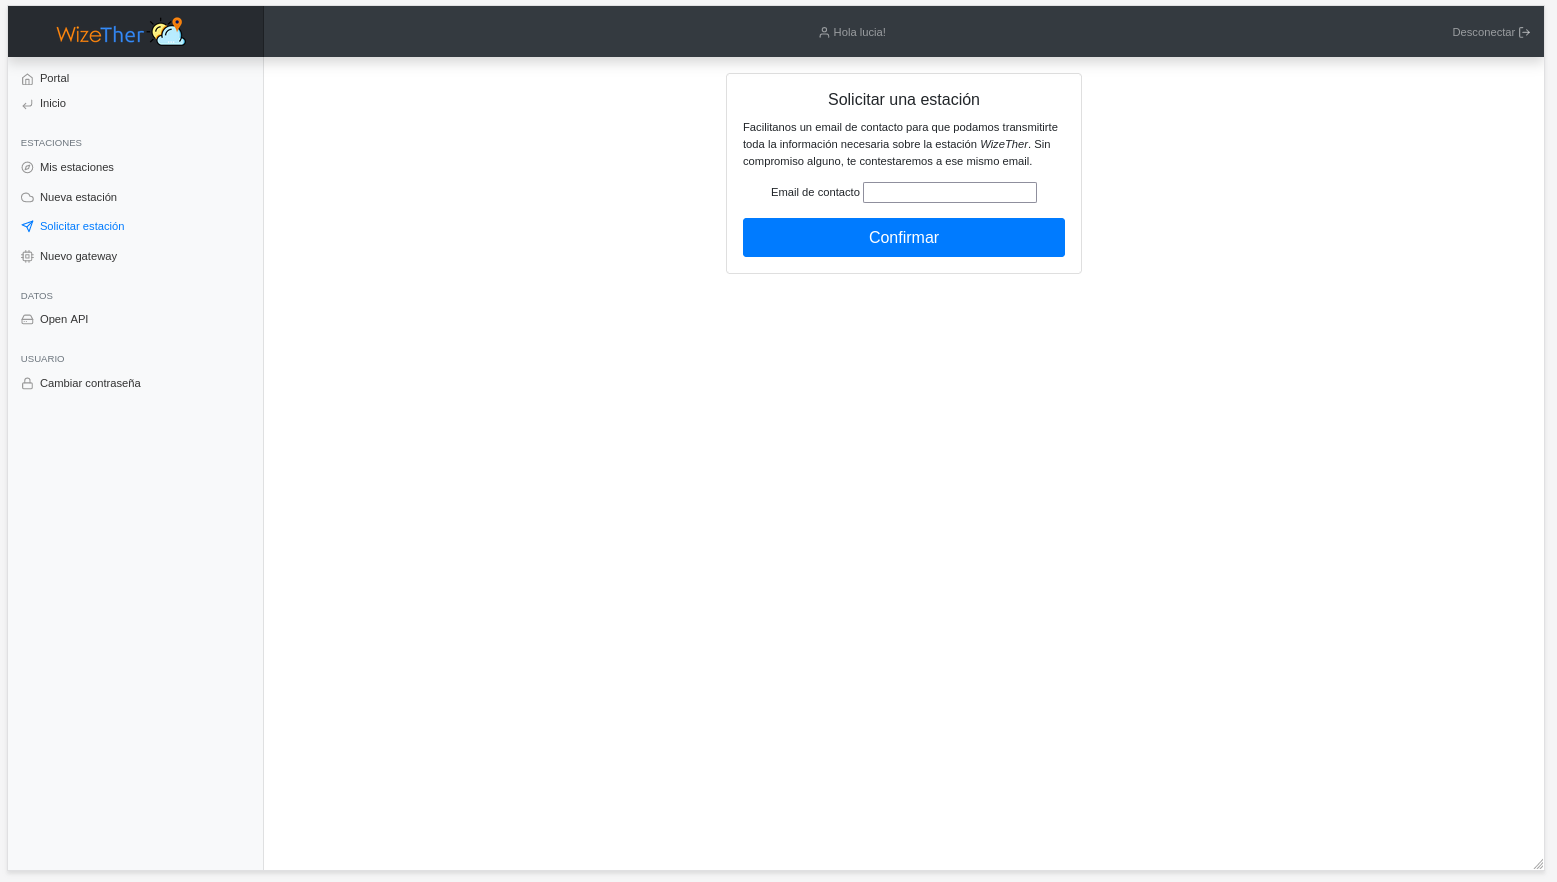 WizeTher
Hola lucia!
Desconectar
Portal
Inicio
ESTACIONES
Mis estaciones
Nueva estación
Solicitar estación
Nuevo gateway
DATOS
Open API
USUARIO
Cambiar contraseña
Solicitar una estación
Facilitanos un email de contacto para que podamos transmitirte
toda la información necesaria sobre la estación WizeTher. Sin
compromiso alguno, te contestaremos a ese mismo email.
Email de contacto
Confirmar